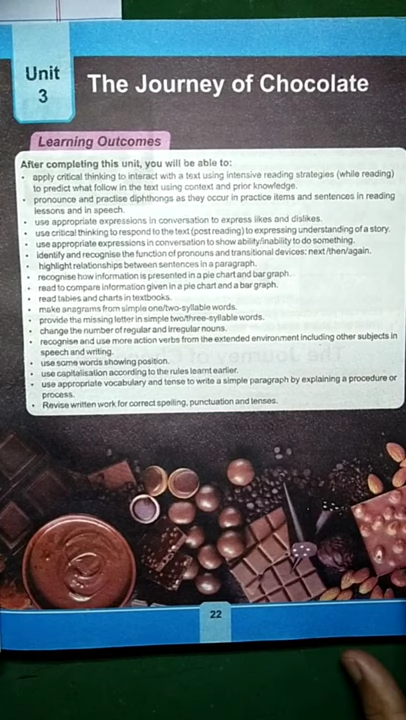 Unit
3
The Journey of Chocolate
Learning Outcomes
After completing this unit, you will be able to:
• apply critical thinking to interact with a text using intensive reading strategies (while reading)
to predict what follow in the text using context and prior knowledge.
• pronounce and practise diphthongs as they occur in practice items and sentences in reading
lessons and in speech.
• use appropriate expressions in conversation to express likes and dislikes.
• use critical thinking to respond to the text (post reading) to expressing understanding of a story.
• use appropriate expressions in conversation to show ability/inability to do something.
• identify and recognise the function of pronouns and transitional devices: next /then/again.
• highlight relationships between sentences in a paragraph.
• recognise how information is presented in a pie chart and bar graph.
• read to compare information given in a pie chart and a bar graph.
• read tables and charts in textbooks.
• make anagrams from simple one/two-syllable words.
• provide the missing letter in simple two/three-syllable words.
• change the number of regular and irregular nouns.
• recognise and use more action verbs from the extended environment including other subjects in
speech and writing.
• use some words showing position.
• use capitalisation according to the rules learnt earlier.
• use appropriate vocabulary and tense to write a simple paragraph by explaining a procedure or
process.
• Revise written work for correct spelling, punctuation and tenses.
22